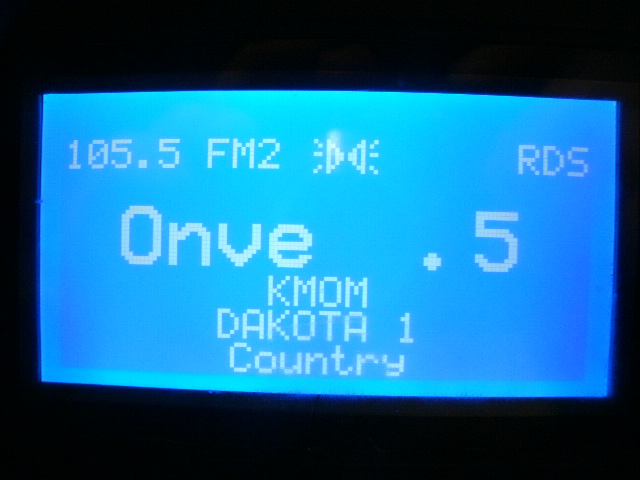 105.5 FM2 RDS
Onve .5
KMOM
DAKOTA 1
Country